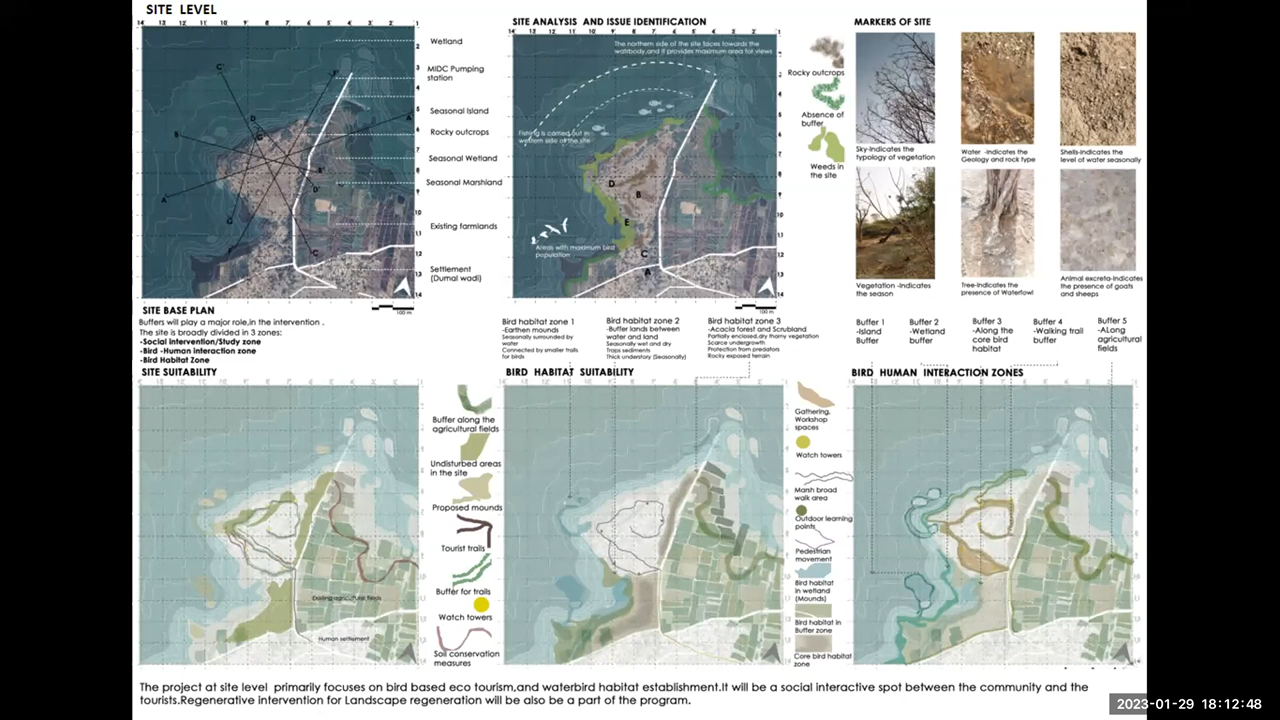 SITE LEVEL
SITE ANALYSIS AND ISSUE IDENTIFICATION
MARKERS OF SITE
Wetland
MIDC Pumping
station
Seasonal Island
Rocky outcrops
Seasonal Wetland
Seasonal Marshland
Existing farmlands
Settlement
(Dumal wadi)
The northern side of the site faces towards the
waterbody,and it provides maximum area for views
Fishing is carried out in
western side of the site
Areas with maximum bird
population
Rocky outcrops
Absence of
buffer
Weeds in
the site
Sky-Indicates the
typology of vegetation
Water -Indicates the
Geology and rock type
Shells-Indicates the
level of water seasonally
Vegetation -Indicates
the season
Tree-Indicates the
presence of Waterfowl
Animal excreta-Indicates
the presence of goats
and sheeps
100 m
100 m
SITE BASE PLAN
Buffers will play a major role,in the intervention .
The site is broadly divided in 3 zones:
-Social intervention/Study zone
-Bird -Human interaction zone
-Bird Habitat Zone
Bird habitat zone 1
-Earthen mounds
Seasonally surrounded by
water
Connected by smaller trails
for birds
Bird habitat zone 2
-Buffer lands between
water and land
Seasonally wet and dry
Traps sediments
Thick understory (Seasonally)
Bird habitat zone 3
-Acacia forest and Scrubland
Partially enclosed,dry thorny vegetation
Scarce undergrowth
Protection from predators
Rocky exposed terrain
Buffer 1
-Island
Buffer
Buffer 2
-Wetland
buffer
Buffer 3
-Along the
core bird
habitat
Buffer 4
-Walking trail
buffer
Buffer 5
-ALong
agricultural
fields
SITE SUITABILITY
BIRD HABITAT SUITABILITY
BIRD HUMAN INTERACTION ZONES
Existing agricultural fields
Human settlement
Buffer along the
agricultural fields
Undisturbed areas
in the site
Proposed mounds
Tourist trails
Buffer for trails
Watch towers
Soil conservation
measures
Gathering,
Workshop
spaces
Watch towers
Marsh broad
walk area
Outdoor learning
points
Pedestrian
movement
Bird habitat
in wetland
(Mounds)
Bird habitat in
Buffer zone
Core bird habitat
zone
The project at site level primarily focuses on bird based eco tourism,and waterbird habitat establishment.It will be a social interactive spot between the community and the
tourists.Regenerative intervention for Landscape regeneration will be also be a part of the program.
2023-01-29 18:12:48